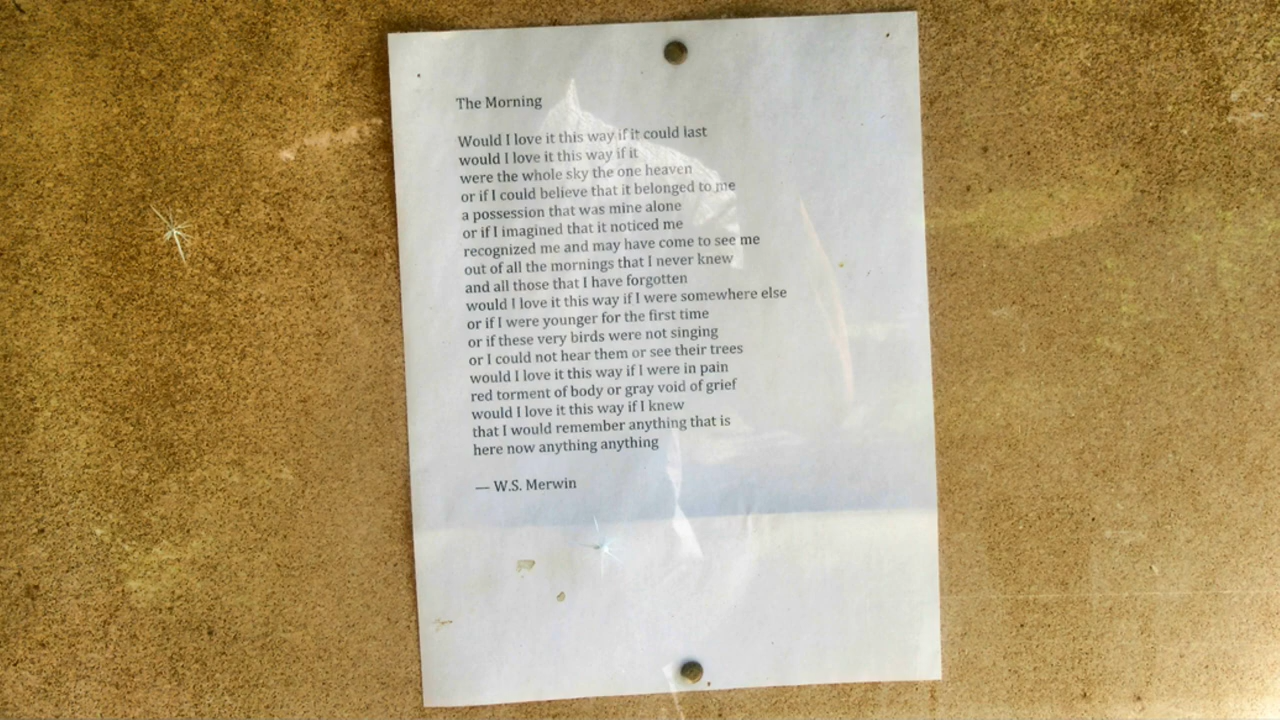 The Morning
Would I love it this way if it could last
would I love it this way if it
were the whole sky the one heaven
or if I could believe that it belonged to me
a possession that was mine alone
or if I imagined that it noticed me
recognized me and may have come to see me
out of all the mornings that I never knew
and all those that I have forgotten
would I love it this way if I were somewhere else
or if I were younger for the first time
or if these very birds were not singing
or I could not hear them or see their trees
would I love it this way if I were in pain
red torment of body or gray void of grief
would I love it this way if I knew
that I would remember anything that is
here now anything anything
— W.S. Merwin